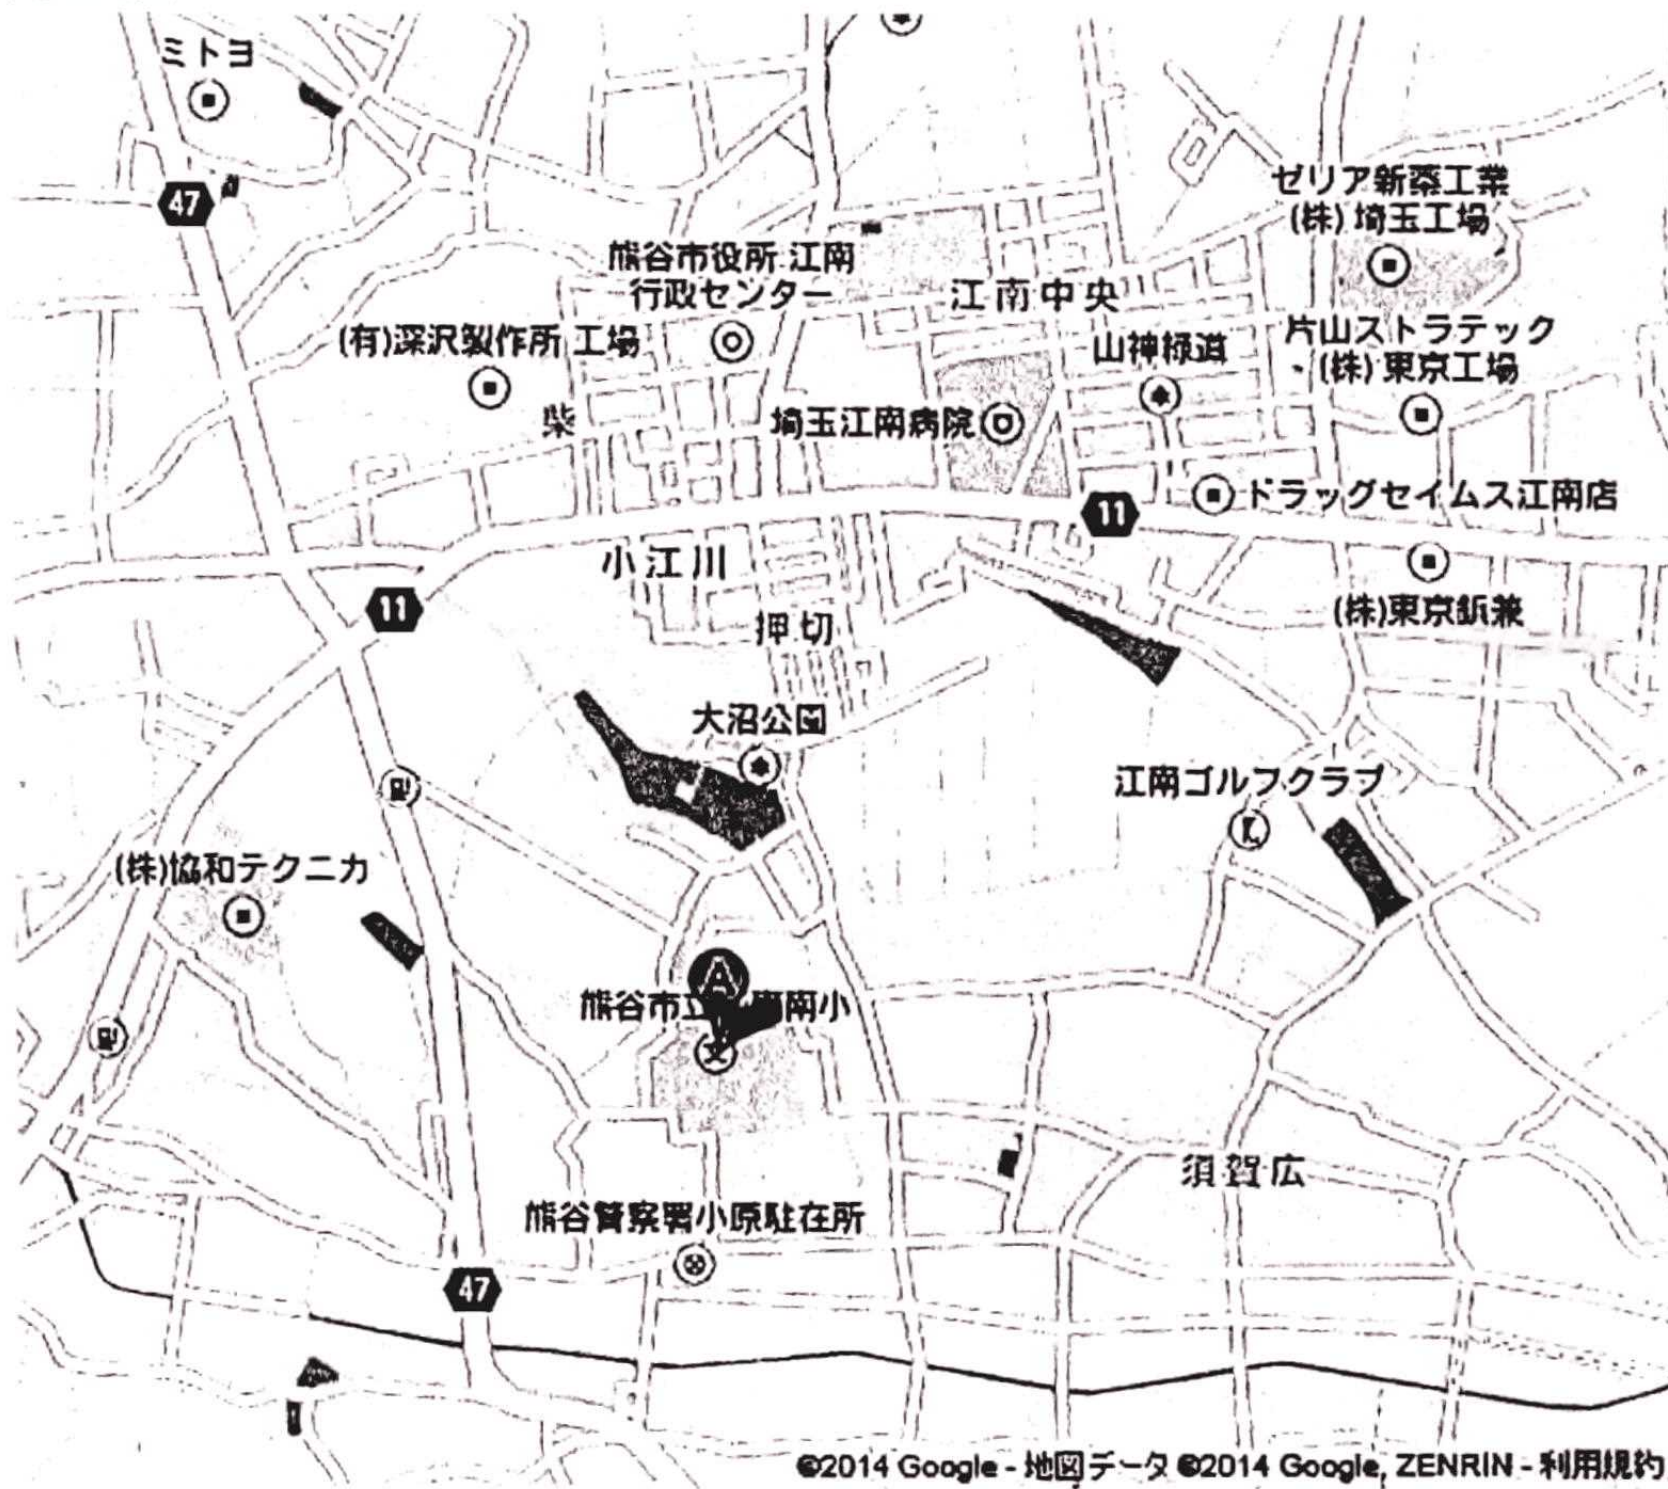 ミトヨ
47
ゼリア新薬工業
(株) 埼玉工場
熊谷市役所 江南
行政センター
江南中央
(有)深沢製作所 工場
片山ストラテック
(株) 東京工場
山神緑道
柴
埼玉江南病院
11
ドラッグセイムス江南店
小江川
11
(株)東京鈑兼
押切
大沼公園
江南ゴルフクラブ
(株)協和テクニカ
A
熊谷市立 南小
文
須賀広
熊谷警察署小原駐在所
47
©2014 Google - 地図データ ©2014 Google, ZENRIN - 利用規約